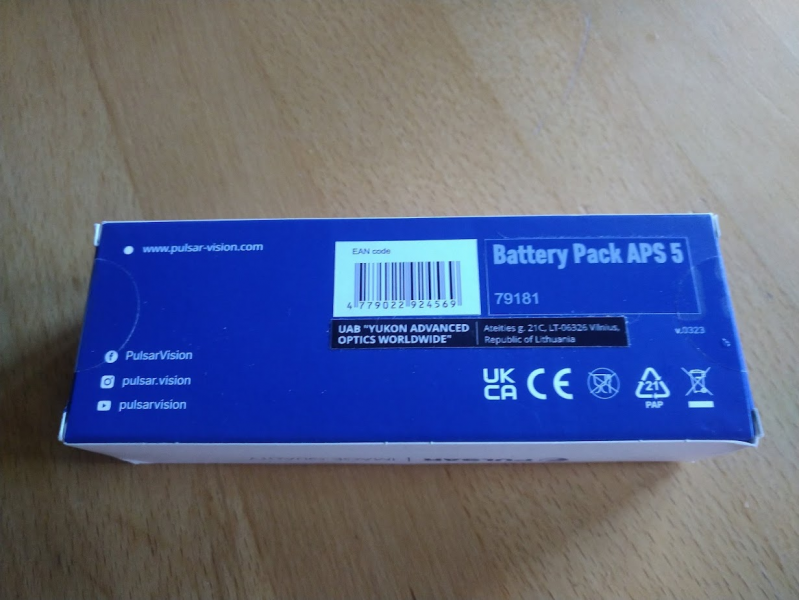 www.pulsar-vision.com
EAN code
4 779022 924569
Battery Pack APS 5
79181
UAB "YUKON ADVANCED
OPTICS WORLDWIDE"
Ateities g. 21C, LT-06326 Vilnius,
Republic of Lithuania
v.0323
PulsarVision
pulsar.vision
pulsarvision
UK
CA
CE
21
PAP
PULSAR